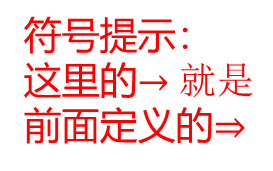 符号提示：
这里的→ 就是
前面定义的⇒